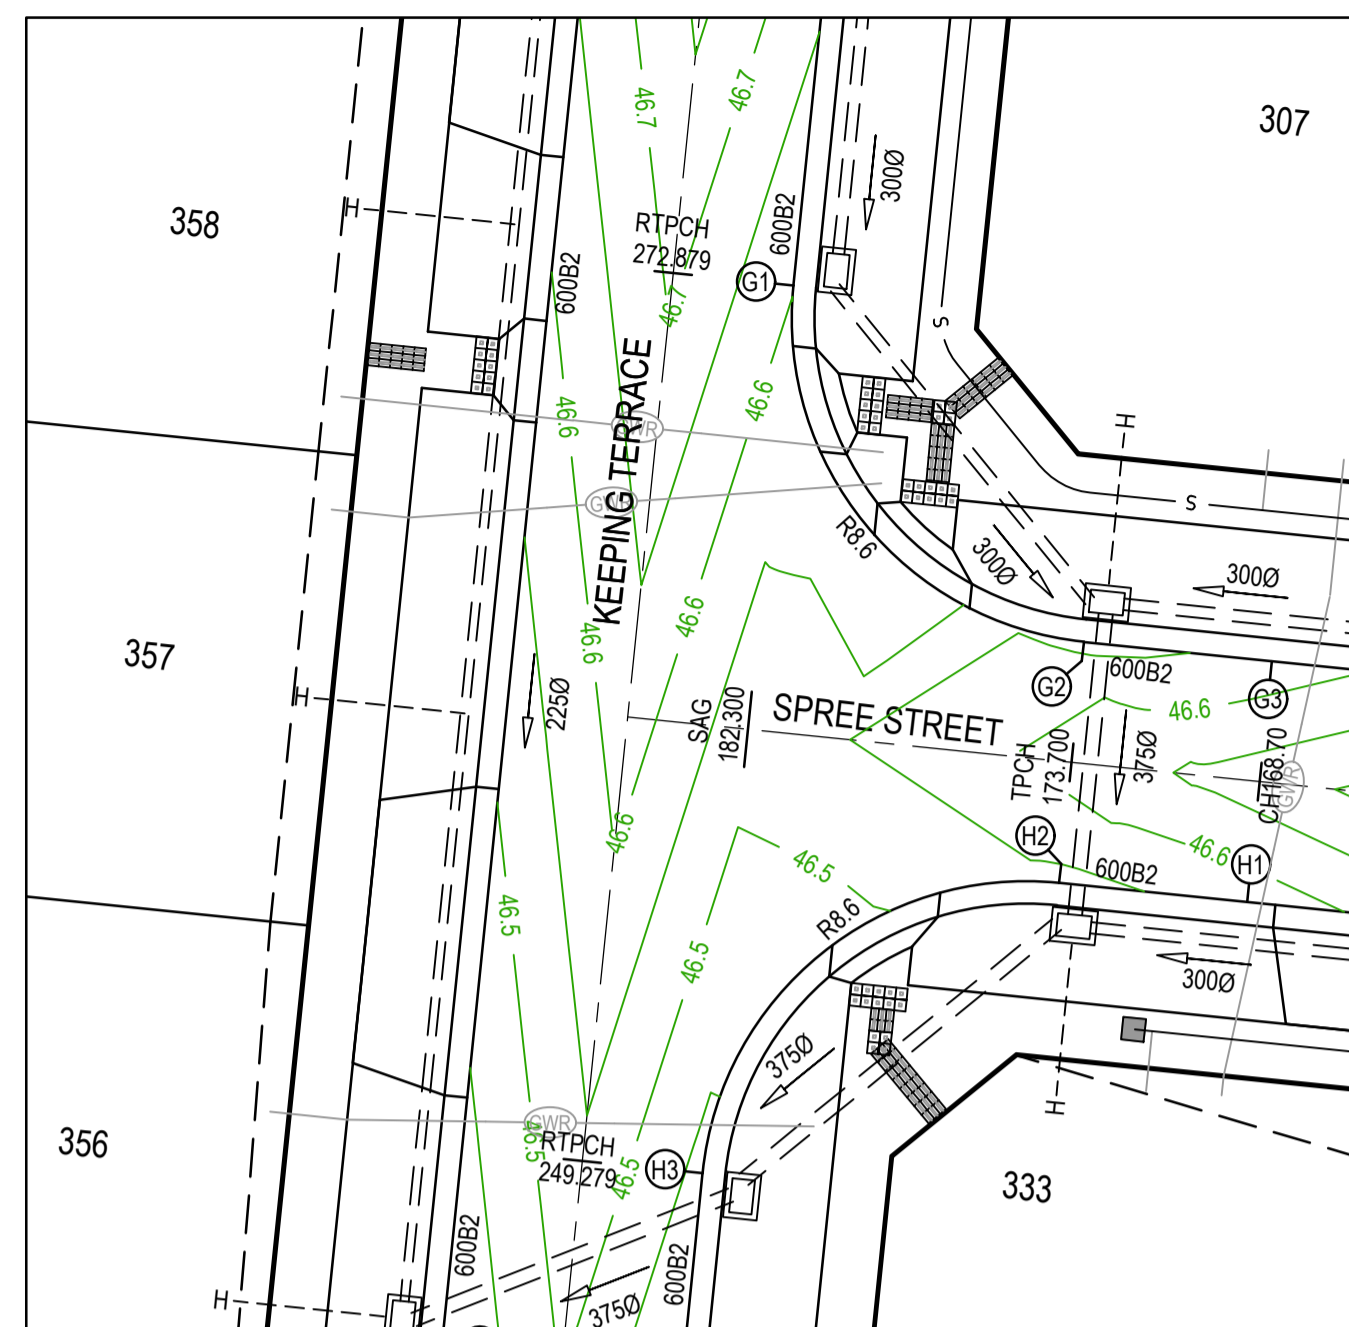 307
358
357
356
333
46.7
46.7
46.7
RTPCH
272.879
G1
600B2
600B2
300Ø
H
S
H
46.6
46.6
GWR
GWR
KEEPING TERRACE
R8.6
S
300Ø
300Ø
46.6
46.6
H
225Ø
SAG
182.300
SPREE STREET
G2
600B2
G3
46.6
TPCH
173.700
375Ø
CH168.70
GWR
46.6
H2
600B2
46.6
H1
46.5
46.5
46.5
R8.6
300Ø
375Ø
H
GWR
46.5
RTPCH
249.279
46.5
H3
600B2
600B2
H
375Ø